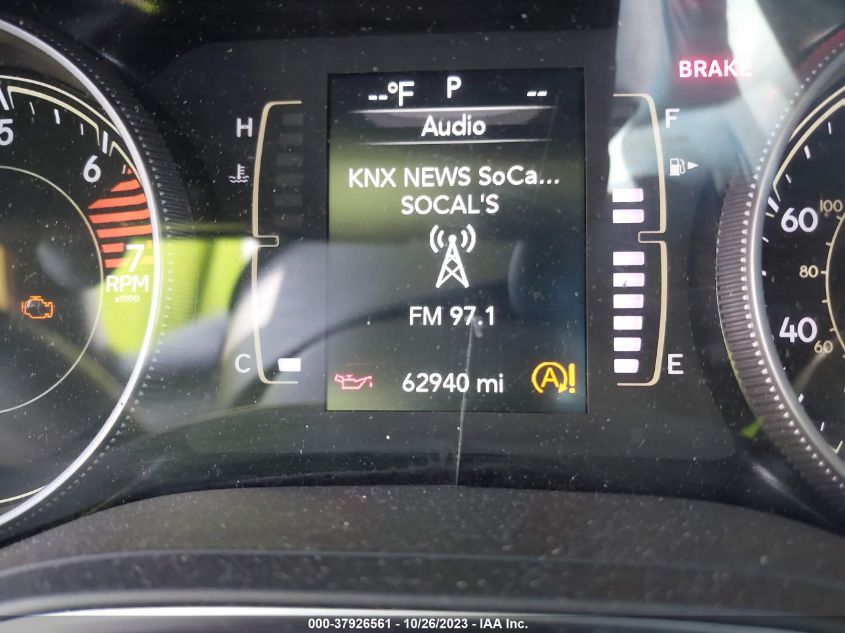 BRAKE
--°F P --
Audio
KNX NEWS SoCa...
SOCAL'S
FM 97.1
62940 mi
A!
H
C
F
E
5
6
7
RPM
x1000
60
40
100
80
60
000-37926561 - 10/26/2023 - IAA Inc.